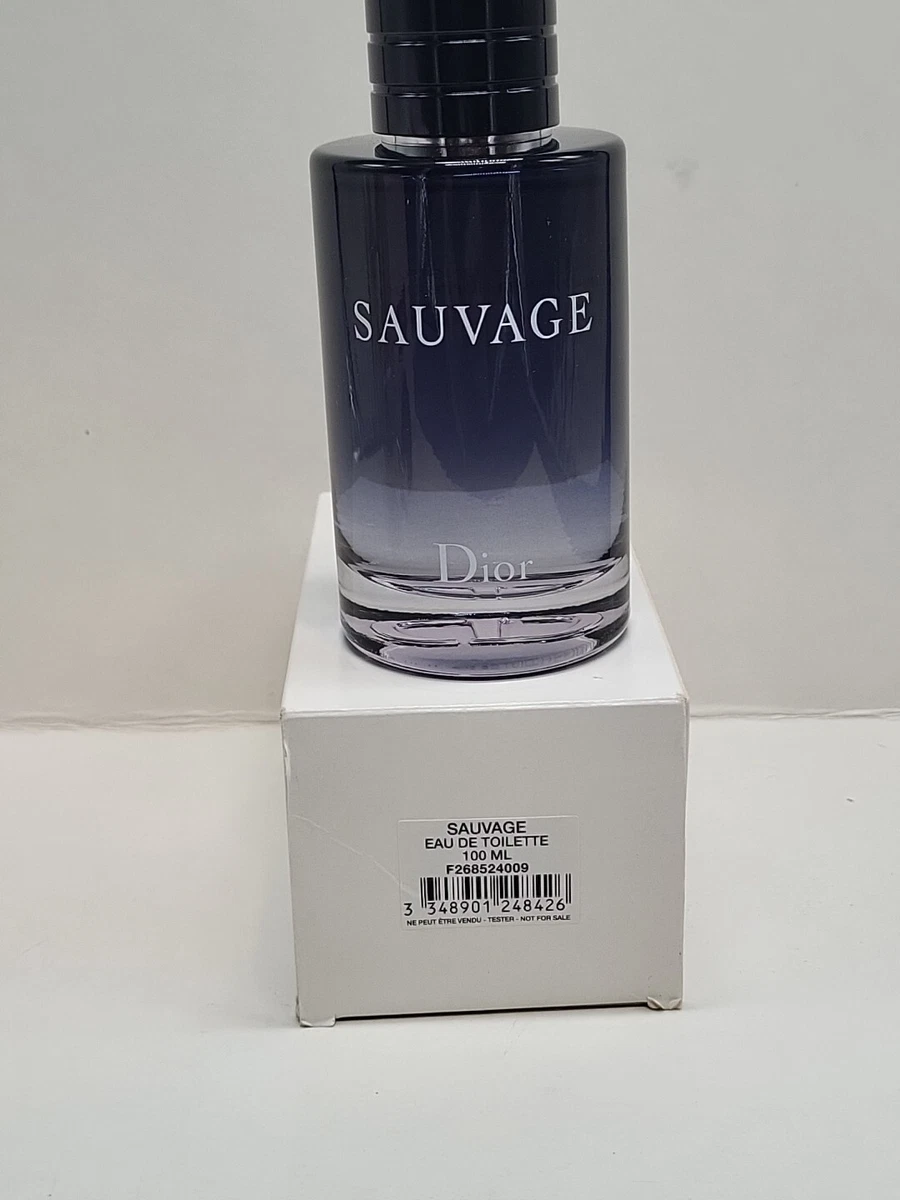 SAUVAGE
Dior
SAUVAGE
EAU DE TOILETTE
100 ML
F268524009
3 348901 248426
NE PEUT ÊTRE VENDU - TESTER - NOT FOR SALE